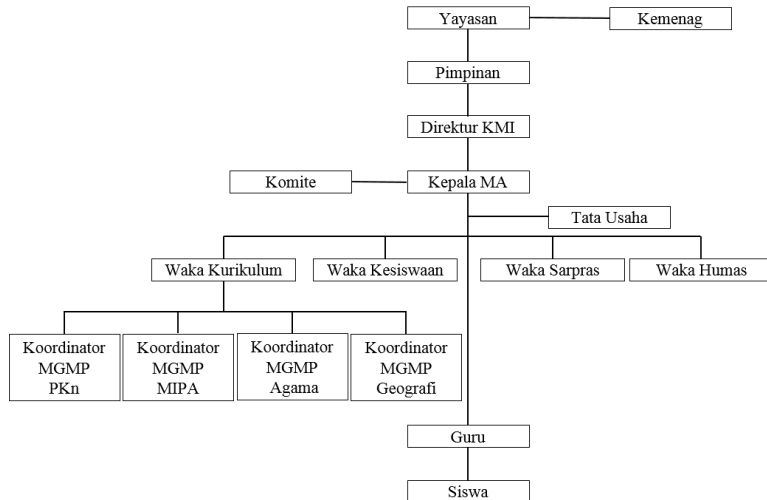 Yayasan
Kemenag
Pimpinan
Direktur KMI
Komite
Kepala MA
Tata Usaha
Waka Kurikulum
Waka Kesiswaan
Waka Sarpras
Waka Humas
Koordinator
MGMP
PKn
Koordinator
MGMP
MIPA
Koordinator
MGMP
Agama
Koordinator
MGMP
Geografi
Guru
Siswa